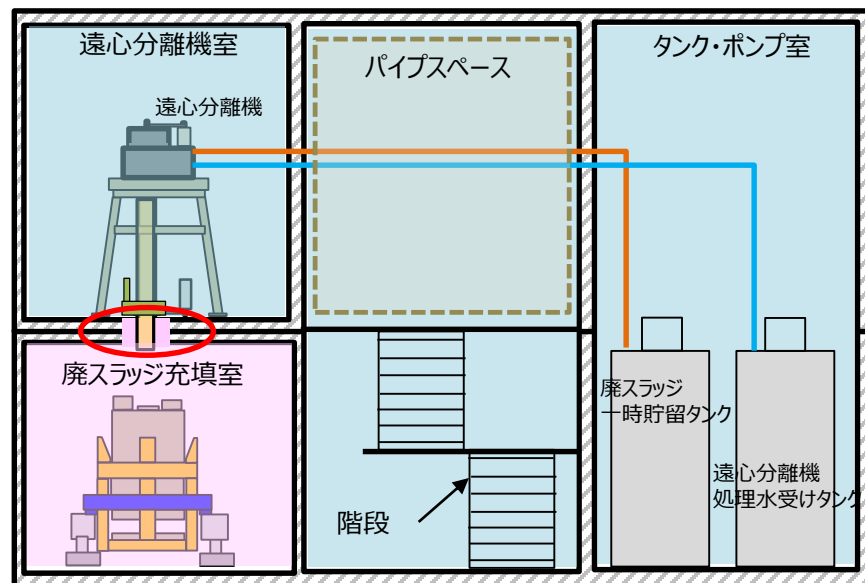 遠心分離機室
パイプスペース
タンク・ポンプ室
遠心分離機
廃スラッジ充填室
廃スラッジ
一時貯留タンク
遠心分離機
処理水受けタンク
階段